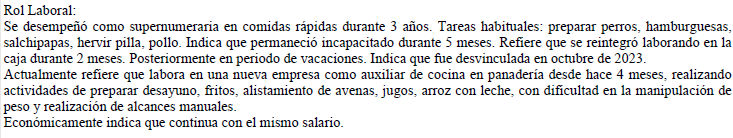 Rol Laboral:
Se desempeñó como supernumeraria en comidas rápidas durante 3 años. Tareas habituales: preparar perros, hamburguesas,
salchipapas, hervir pilla, pollo. Indica que permaneció incapacitado durante 5 meses. Refiere que se reintegró laborando en la
caja durante 2 meses. Posteriormente en periodo de vacaciones. Indica que fue desvinculada en octubre de 2023.
Actualmente refiere que labora en una nueva empresa como auxiliar de cocina en panadería desde hace 4 meses, realizando
actividades de preparar desayuno, fritos, alistamiento de avenas, jugos, arroz con leche, con dificultad en la manipulación de
peso y realización de alcances manuales.
Económicamente indica que continua con el mismo salario.